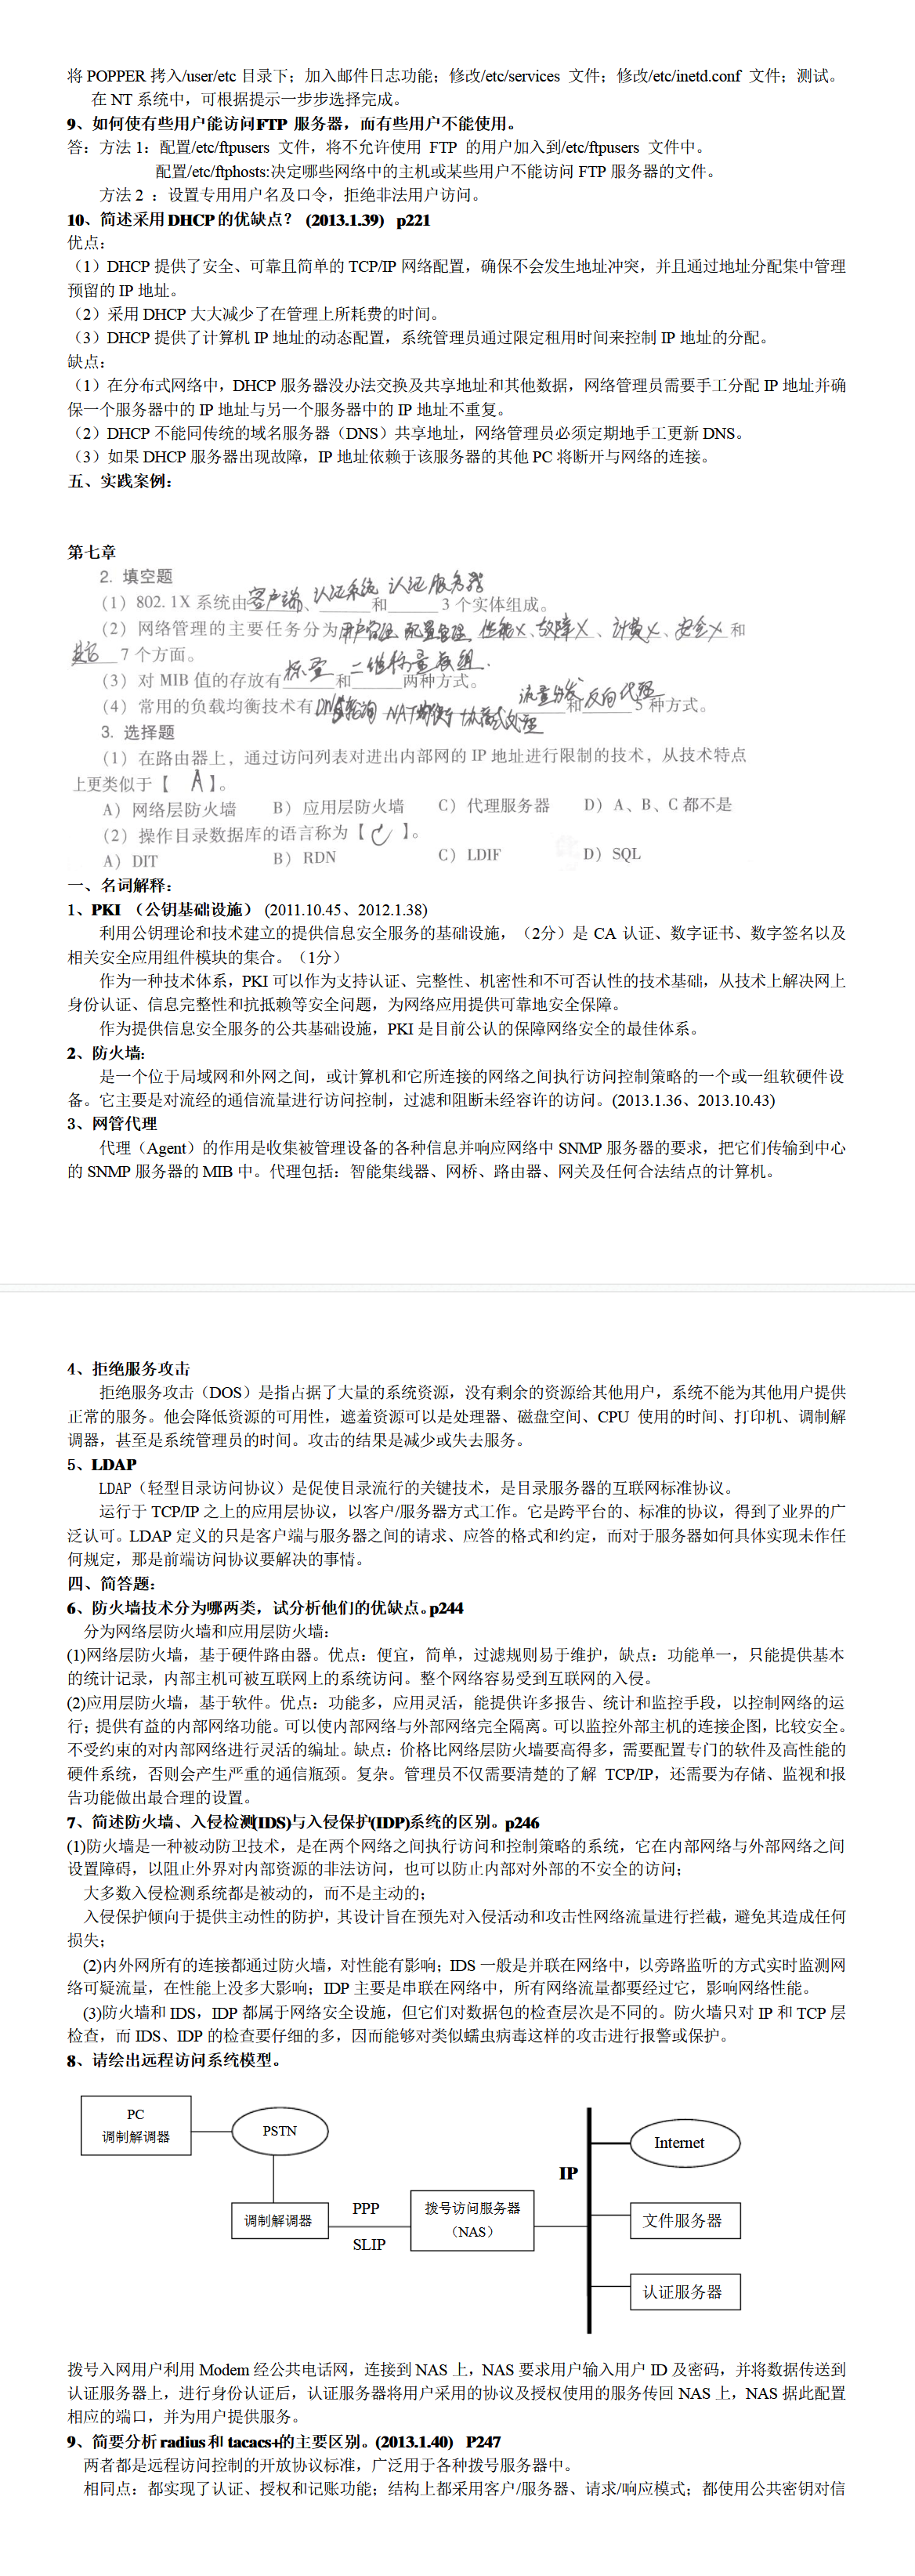 将 POPPER 拷入/user/etc 目录下；加入邮件日志功能；修改/etc/services 文件；修改/etc/inetd.conf 文件；测试。
在 NT 系统中，可根据提示一步步选择完成。
9、如何使有些用户能访问FTP 服务器，而有些用户不能使用。
答：方法 1：配置/etc/ftpusers 文件，将不允许使用 FTP 的用户加入到/etc/ftpusers 文件中。
配置/etc/ftphosts:决定哪些网络中的主机或某些用户不能访问 FTP 服务器的文件。
方法 2 ：设置专用用户名及口令，拒绝非法用户访问。
10、简述采用 DHCP 的优缺点？ (2013.1.39) p221
优点：
（1）DHCP 提供了安全、可靠且简单的 TCP/IP 网络配置，确保不会发生地址冲突，并且通过地址分配集中管理
预留的 IP 地址。
（2）采用 DHCP 大大减少了在管理上所耗费的时间。
（3）DHCP 提供了计算机 IP 地址的动态配置，系统管理员通过限定租用时间来控制 IP 地址的分配。
缺点：
（1）在分布式网络中，DHCP 服务器没办法交换及共享地址和其他数据，网络管理员需要手工分配 IP 地址并确
保一个服务器中的 IP 地址与另一个服务器中的 IP 地址不重复。
（2）DHCP 不能同传统的域名服务器（DNS）共享地址，网络管理员必须定期地手工更新 DNS。
（3）如果 DHCP 服务器出现故障，IP 地址依赖于该服务器的其他 PC 将断开与网络的连接。
五、实践案例：
第七章
2. 填空题
（1）802.1X 系统由客户端、认证系统和认证服务器3 个实体组成。
（2）网络管理的主要任务分为用户管理、配置管理、性能〃、故障〃、计费〃、安全〃和
7 个方面。
（3）对 MIB 值的存放有标量和二维标量数组两种方式。
（4）常用的负载均衡技术有DNS轮询 NAT均衡 协议处理 流量分发和反向代理5 种方式。
3. 选择题
（1）在路由器上，通过访问列表对进出内部网的 IP 地址进行限制的技术，从技术特点
上更类似于【 A 】。
A）网络层防火墙 B）应用层防火墙 C）代理服务器 D）A、B、C 都不是
（2）操作目录数据库的语言称为【 C 】。
A）DIT B）RDN C）LDIF D）SQL
一、名词解释：
1、PKI （公钥基础设施） (2011.10.45、2012.1.38)
利用公钥理论和技术建立的提供信息安全服务的基础设施，（2分）是 CA 认证、数字证书、数字签名以及
相关安全应用组件模块的集合。（1分）
作为一种技术体系，PKI 可以作为支持认证、完整性、机密性和不可否认性的技术基础，从技术上解决网上
身份认证、信息完整性和抗抵赖等安全问题，为网络应用提供可靠地安全保障。
作为提供信息安全服务的公共基础设施，PKI 是目前公认的保障网络安全的最佳体系。
2、防火墙:
是一个位于局域网和外网之间，或计算机和它所连接的网络之间执行访问控制策略的一个或一组软硬件设
备。它主要是对流经的通信流量进行访问控制，过滤和阻断未经容许的访问。(2013.1.36、2013.10.43)
3、网管代理
代理（Agent）的作用是收集被管理设备的各种信息并响应网络中 SNMP 服务器的要求，把它们传输到中心
的 SNMP 服务器的 MIB 中。代理包括：智能集线器、网桥、路由器、网关及任何合法结点的计算机。
4、拒绝服务攻击
拒绝服务攻击（DOS）是指占据了大量的系统资源，没有剩余的资源给其他用户，系统不能为其他用户提供
正常的服务。他会降低资源的可用性，遮羞资源可以是处理器、磁盘空间、CPU 使用的时间、打印机、调制解
调器，甚至是系统管理员的时间。攻击的结果是减少或失去服务。
5、LDAP
LDAP（轻型目录访问协议）是促使目录流行的关键技术，是目录服务器的互联网标准协议。
运行于 TCP/IP 之上的应用层协议，以客户/服务器方式工作。它是跨平台的、标准的协议，得到了业界的广
泛认可。LDAP 定义的只是客户端与服务器之间的请求、应答的格式和约定，而对于服务器如何具体实现未作任
何规定，那是前端访问协议要解决的事情。
四、简答题：
6、防火墙技术分为哪两类，试分析他们的优缺点。p244
分为网络层防火墙和应用层防火墙：
(1)网络层防火墙，基于硬件路由器。优点：便宜，简单，过滤规则易于维护，缺点：功能单一，只能提供基本
的统计记录，内部主机可被互联网上的系统访问。整个网络容易受到互联网的入侵。
(2)应用层防火墙，基于软件。优点：功能多，应用灵活，能提供许多报告、统计和监控手段，以控制网络的运
行；提供有益的内部网络功能。可以使内部网络与外部网络完全隔离。可以监控外部主机的连接企图，比较安全。
不受约束的对内部网络进行灵活的编址。缺点：价格比网络层防火墙要高得多，需要配置专门的软件及高性能的
硬件系统，否则会产生严重的通信瓶颈。复杂。管理员不仅需要清楚的了解 TCP/IP，还需要为存储、监视和报
告功能做出最合理的设置。
7、简述防火墙、入侵检测(IDS)与入侵保护(IDP)系统的区别。p246
(1)防火墙是一种被动防卫技术，是在两个网络之间执行访问和控制策略的系统，它在内部网络与外部网络之间
设置障碍，以阻止外界对内部资源的非法访问，也可以防止内部对外部的不安全的访问；
大多数入侵检测系统都是被动的，而不是主动的；
入侵保护倾向于提供主动性的防护，其设计旨在预先对入侵活动和攻击性网络流量进行拦截，避免其造成任何
损失；
(2)内外网所有的连接都通过防火墙，对性能有影响；IDS 一般是并联在网络中，以旁路监听的方式实时监测网
络可疑流量，在性能上没多大影响；IDP 主要是串联在网络中，所有网络流量都要经过它，影响网络性能。
(3)防火墙和 IDS，IDP 都属于网络安全设施，但它们对数据包的检查层次是不同的。防火墙只对 IP 和 TCP 层
检查，而 IDS、IDP 的检查要仔细的多，因而能够对类似蠕虫病毒这样的攻击进行报警或保护。
8、请绘出远程访问系统模型。
PC
调制解调器
PSTN
调制解调器
PPP
SLIP
拨号访问服务器
（NAS）
IP
Internet
文件服务器
认证服务器
拨号入网用户利用 Modem 经公共电话网，连接到 NAS 上，NAS 要求用户输入用户 ID 及密码，并将数据传送到
认证服务器上，进行身份认证后，认证服务器将用户采用的协议及授权使用的服务传回 NAS 上，NAS 据此配置
相应的端口，并为用户提供服务。
9、简要分析 radius 和 tacacs+的主要区别。(2013.1.40) P247
两者都是远程访问控制的开放协议标准，广泛用于各种拨号服务器中。
相同点：都实现了认证、授权和记账功能；结构上都采用客户/服务器、请求/响应模式；都使用公共密钥对信